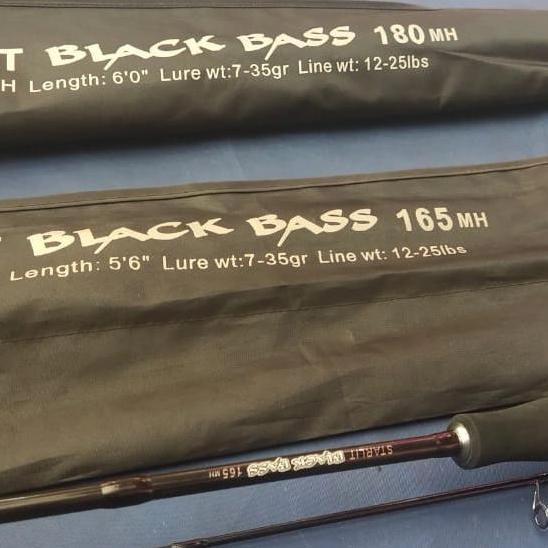 T BLACK BASS 180 MH
H Length: 6'0" Lure wt:7-35gr Line wt: 12-25lbs
BLACK BASS 165 MH
Length: 5'6" Lure wt:7-35gr Line wt: 12-25lbs
STARLIT BLACK BASS 165 MH